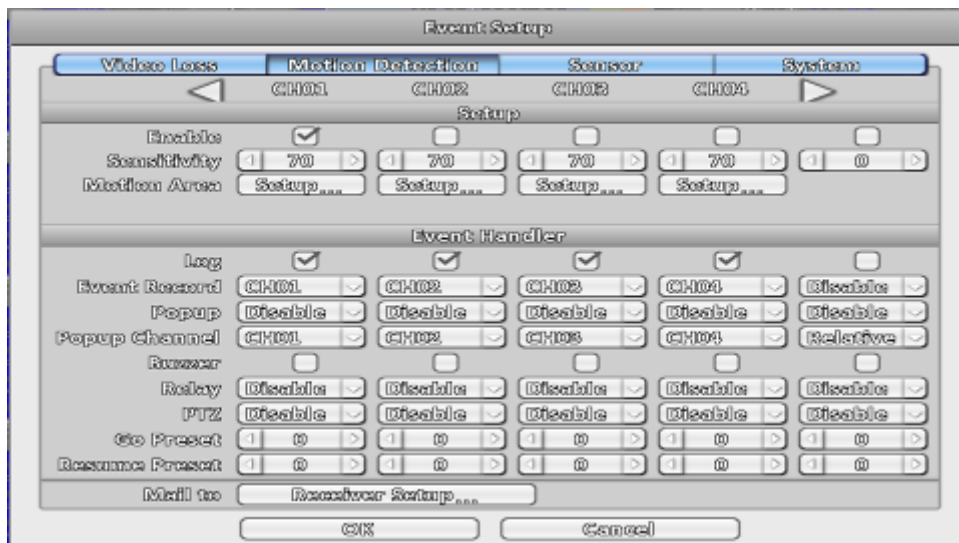 Event Setup
Video Loss Motion Detection Sensor System
CH01 CH02 CH03 CH04
Setup
Enable
Sensitivity 70 70 70 70 0
Motion Area Setup... Setup... Setup... Setup...
Event Handler
Log
Event Record CH01 CH02 CH03 CH04 Disable
Popup Disable Disable Disable Disable Disable
Popup Channel CH01 CH02 CH03 CH04 Relative
Buzzer
Relay Disable Disable Disable Disable Disable
PTZ Disable Disable Disable Disable Disable
Go Preset 0 0 0 0 0
Resume Preset 0 0 0 0 0
Mail to Receiver Setup...
OK Cancel